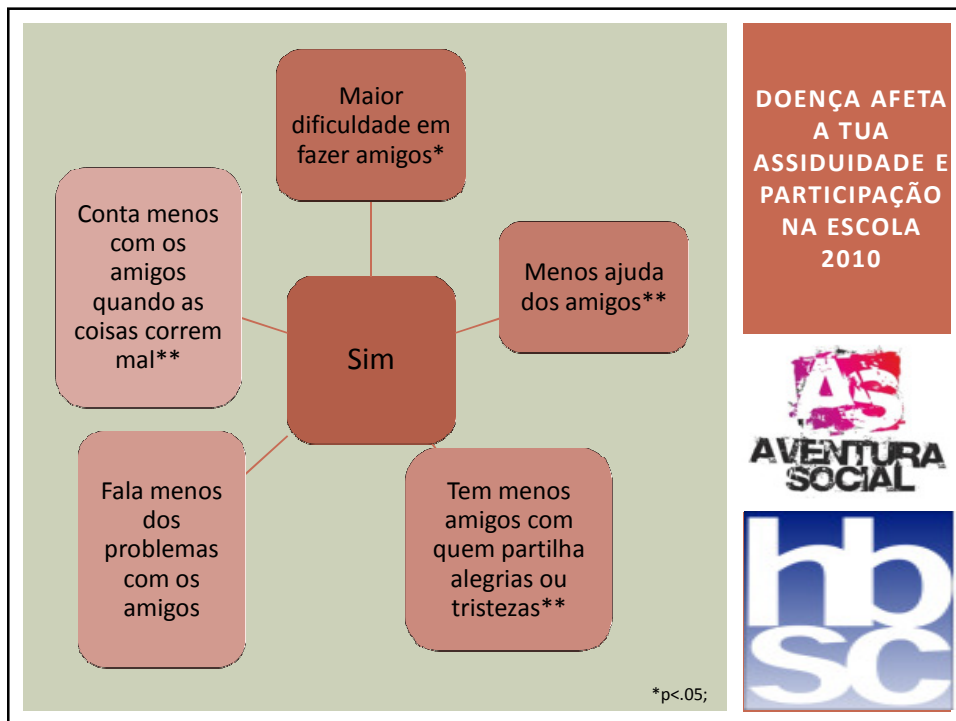 Maior
dificuldade em
fazer amigos*
Menos ajuda
dos amigos**
Tem menos
amigos com
quem partilha
alegrias ou
tristezas**
Fala menos
dos
problemas
com os
amigos
Conta menos
com os
amigos
quando as
coisas correm
mal**
Sim
*p<.05;
DOENÇA AFETA
A TUA
ASSIDUIDADE E
PARTICIPAÇÃO
NA ESCOLA
2010
AS
AVENTURA
SOCIAL
hb
sc